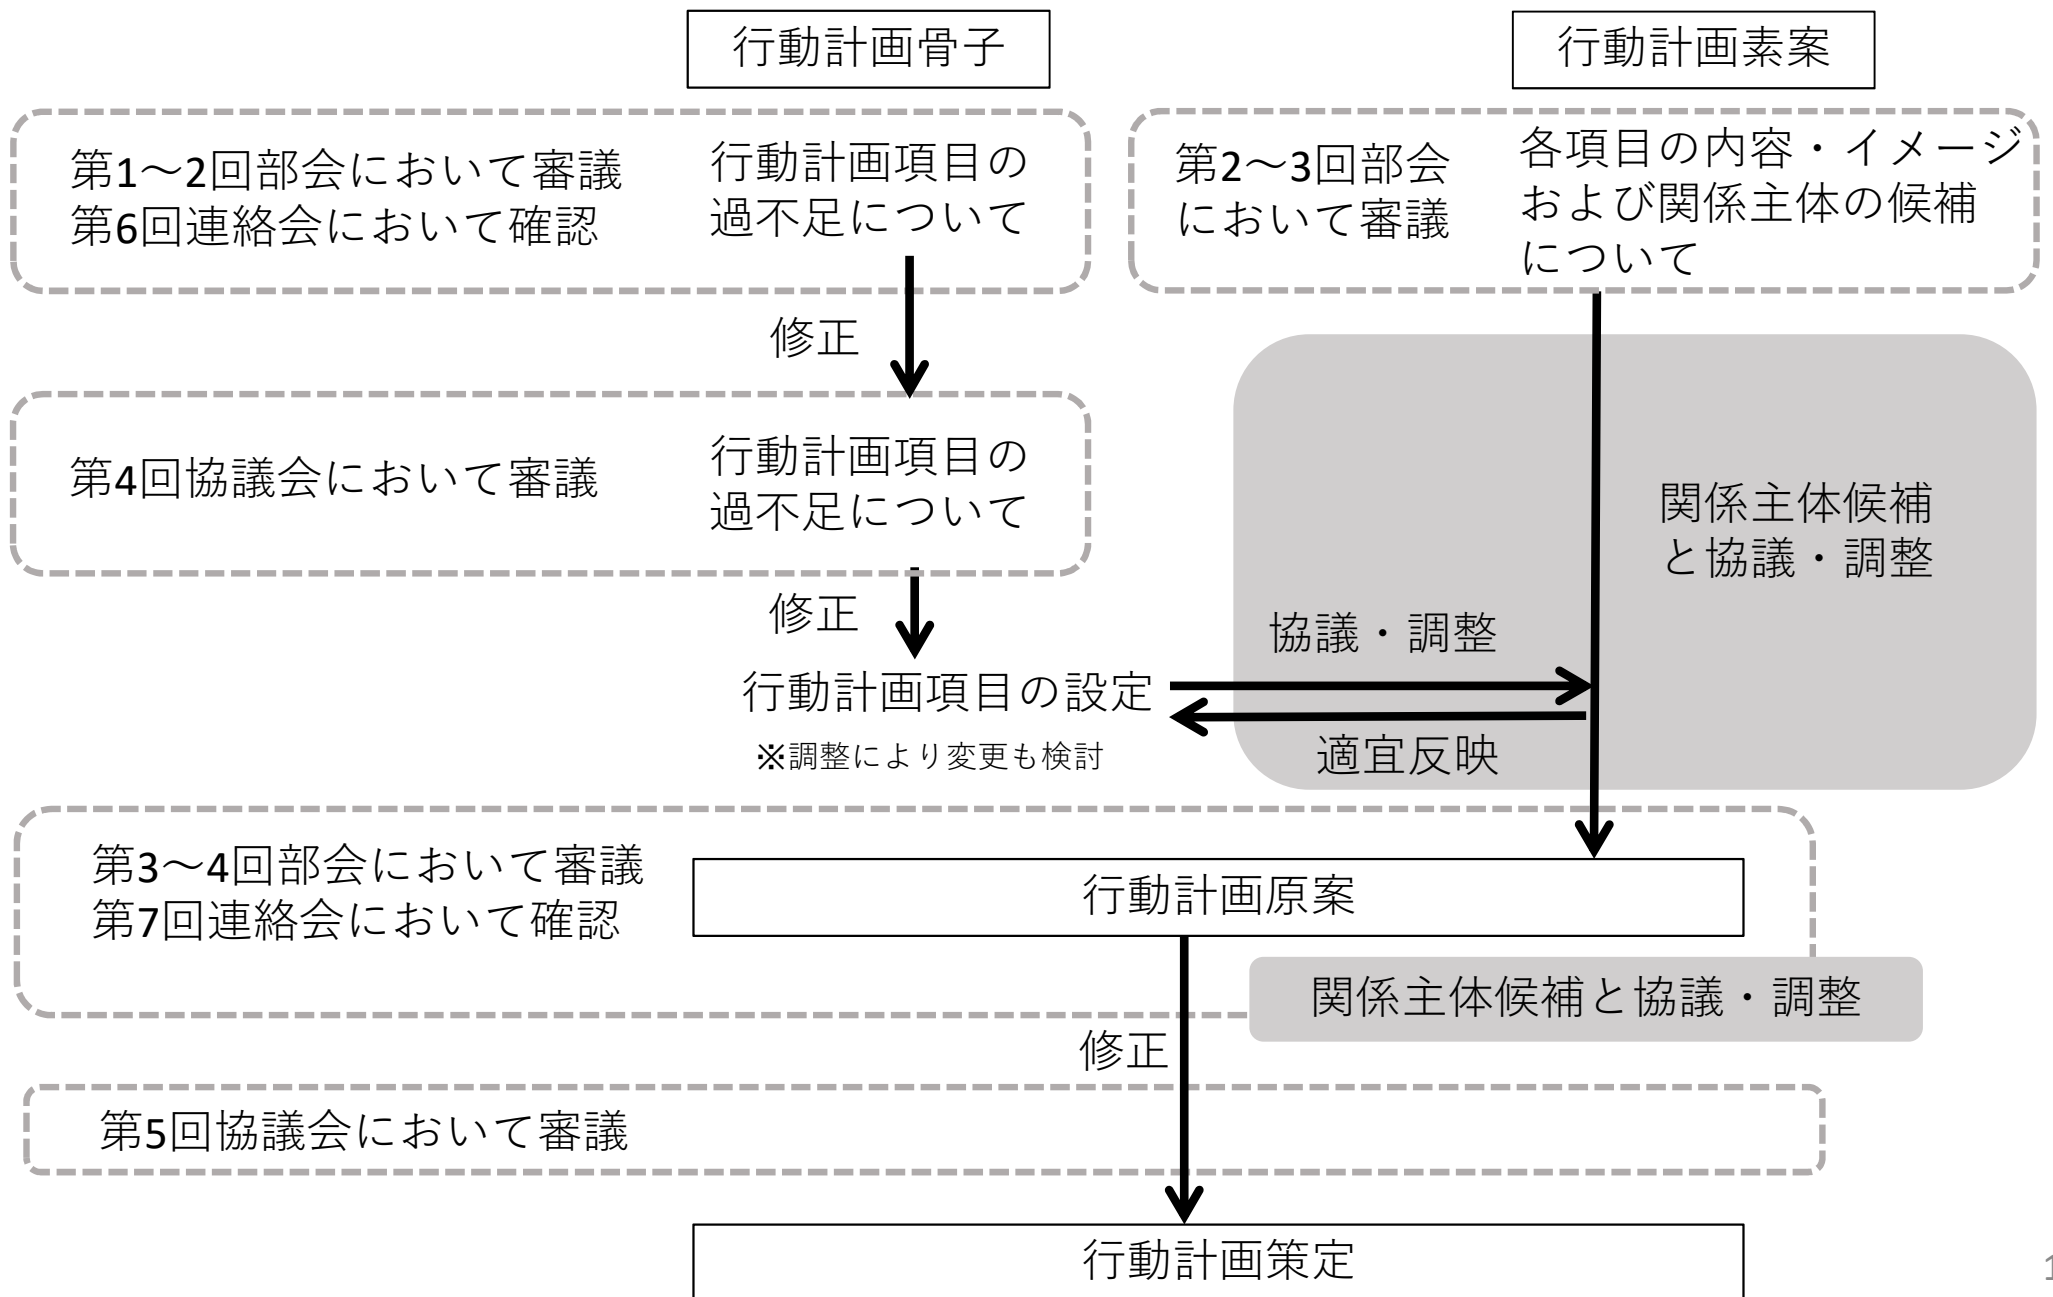 行動計画骨子
行動計画素案
第1～2回部会において審議
第6回連絡会において確認
行動計画項目の
過不足について
第2～3回部会
において審議
各項目の内容・イメージ
および関係主体の候補
について
修正
第4回協議会において審議
行動計画項目の
過不足について
関係主体候補
と協議・調整
修正
協議・調整
行動計画項目の設定
適宜反映
※調整により変更も検討
第3～4回部会において審議
第7回連絡会において確認
行動計画原案
関係主体候補と協議・調整
修正
第5回協議会において審議
行動計画策定
1